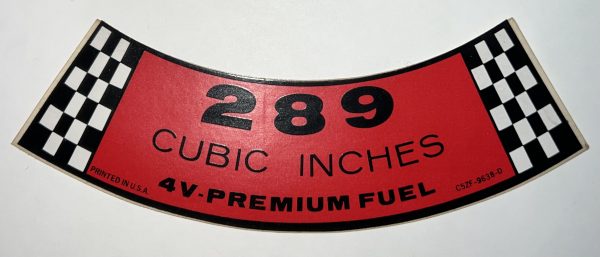 289
CUBIC INCHES
4V-PREMIUM FUEL
PRINTED IN U.S.A.
C5ZF-9638-D